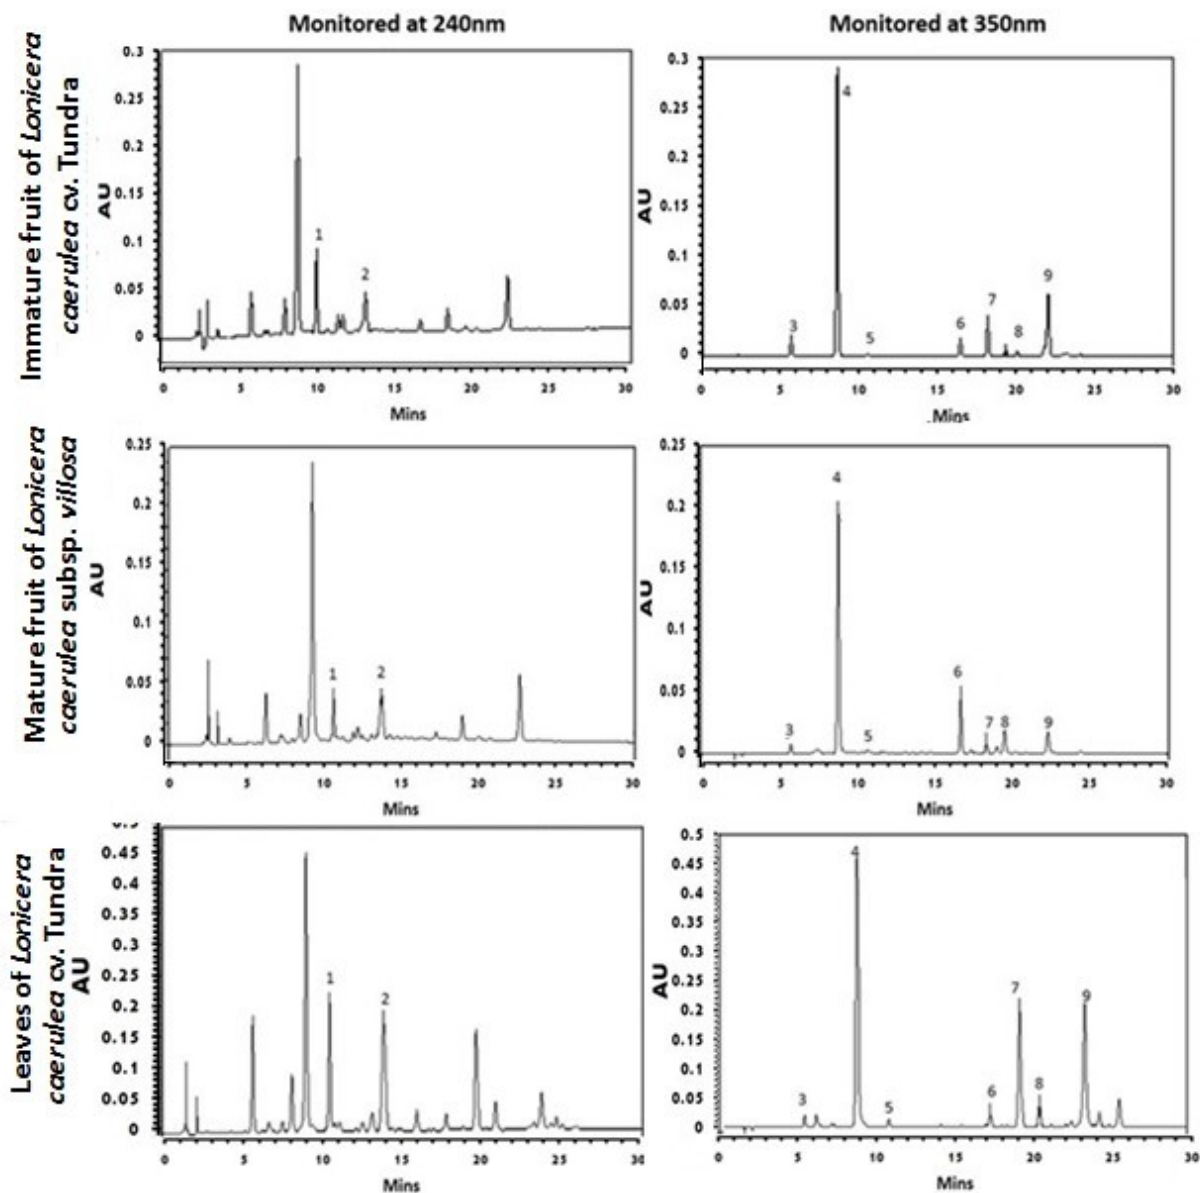 Monitored at 240nm
Monitored at 350nm
Immature fruit of Lonicera
caerulea cv. Tundra
AU
0.3
0.25
0.2
0.15
0.1
0.05
0
1
2
0 5 10 15 20 25 30
Mins
AU
0.3
0.25
0.2
0.15
0.1
0.05
0
3
4
5
6
7
8
9
0 5 10 15 20 25 30
Mins
Mature fruit of Lonicera
caerulea subsp. villosa
AU
0.25
0.2
0.15
0.1
0.05
0
1
2
0 5 10 15 20 25 30
Mins
AU
0.25
0.2
0.15
0.1
0.05
0
3
4
5
6
7
8
9
0 5 10 15 20 25 30
Mins
Leaves of Lonicera
caerulea cv. Tundra
AU
0.5
0.45
0.4
0.35
0.3
0.25
0.2
0.15
0.1
0.05
0
1
2
0 5 10 15 20 25 30
Mins
AU
0.5
0.45
0.4
0.35
0.3
0.25
0.2
0.15
0.1
0.05
0
3
4
5
6
7
8
9
5 10 15 20 25 30
Mins